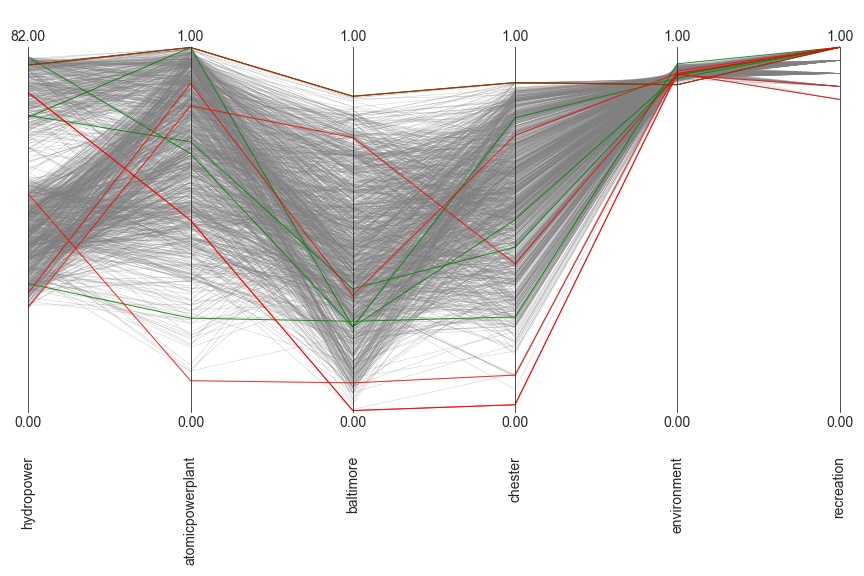 82.00 1.00 1.00 1.00 1.00 1.00
0.00 0.00 0.00 0.00 0.00 0.00
hydropower
atomicpowerplant
baltimore
chester
environment
recreation